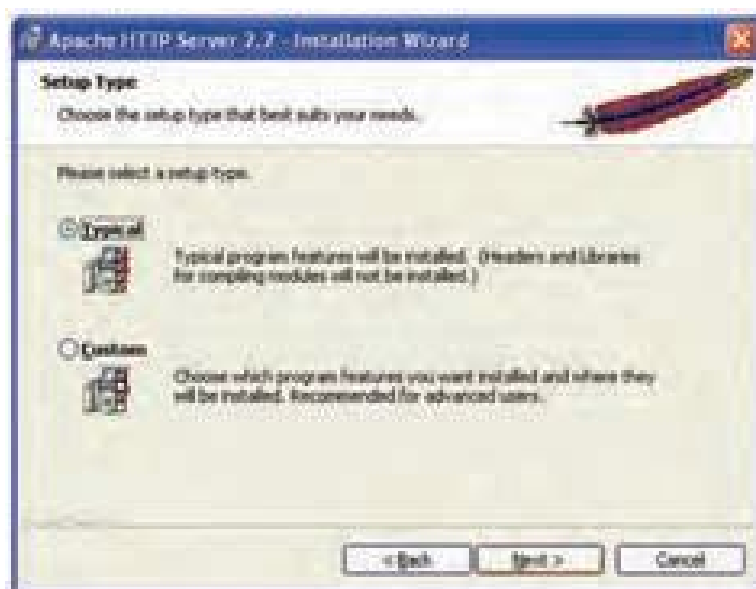 Apache HTTP Server 2.2 - Installation Wizard
Setup Type
Choose the setup type that best suits your needs.
Please select a setup type.
Typical
Typical program features will be installed. (Headers and Libraries
for compiling modules will not be installed.)
Custom
Choose which program features you want installed and where they
will be installed. Recommended for advanced users.
< Back
Next >
Cancel